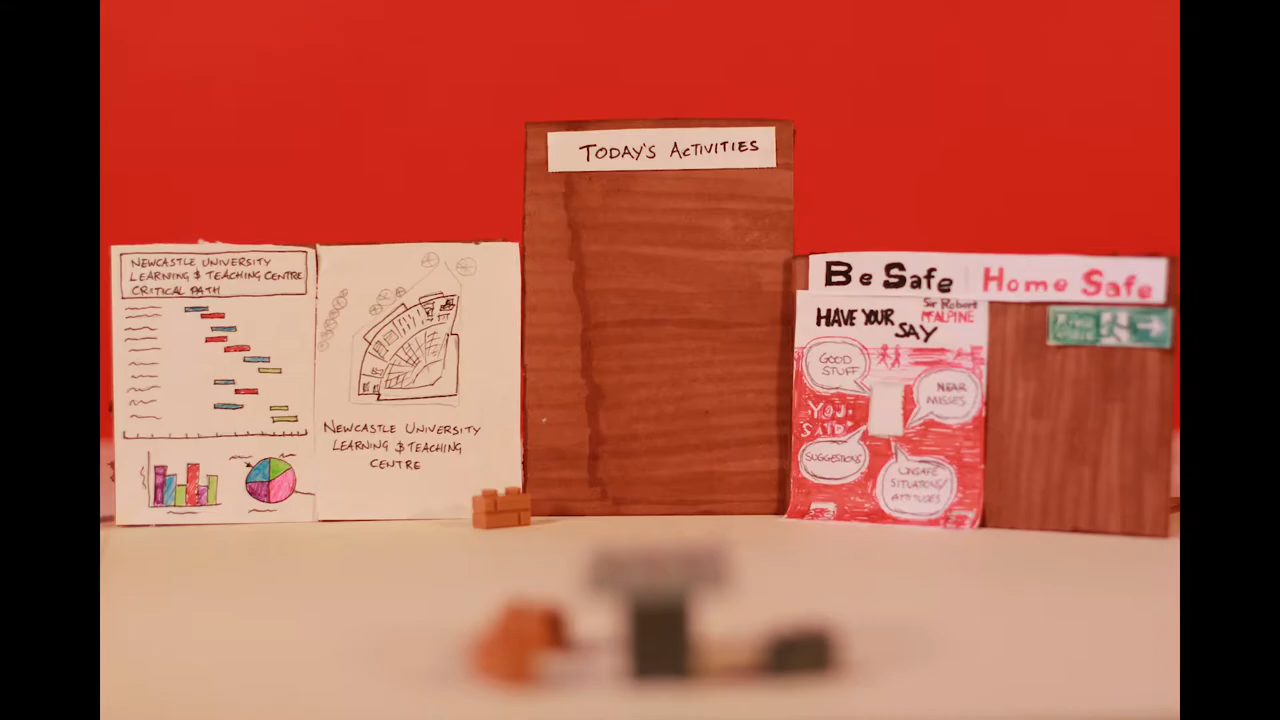 TODAY'S ACTIVITIES
NEWCASTLE UNIVERSITY
LEARNING & TEACHING CENTRE
CRITICAL PATH
NEWCASTLE UNIVERSITY
LEARNING & TEACHING
CENTRE
Be Safe Home Safe
Sir Robert
McALPINE
HAVE YOUR
SAY
GOOD
STUFF
NEAR
MISSES
YOU
SAID
SUGGESTIONS
UNSAFE
SITUATIONS/
ATTITUDES